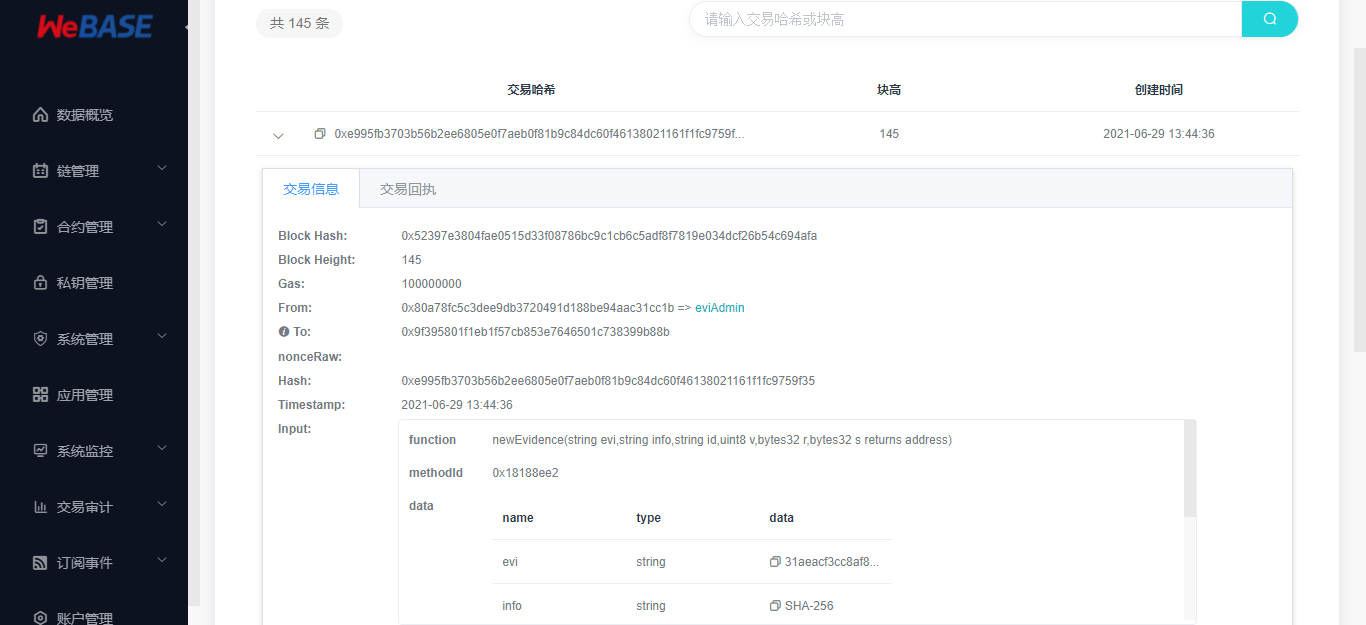 WeBASE
数据概览
链管理
合约管理
私钥管理
系统管理
应用管理
系统监控
交易审计
订阅事件
账户管理
共 145 条
请输入交易哈希或块高
交易哈希 块高 创建时间
0xe995fb3703b56b2ee6805e0f7aeb0f81b9c84dc60f46138021161f1fc9759f... 145 2021-06-29 13:44:36
交易信息 交易回执
Block Hash: 0x52397e3804fae0515d33f08786bc9c1cb6c5adf8f7819e034dcf26b54c694afa
Block Height: 145
Gas: 100000000
From: 0x80a78fc5c3dee9db3720491d188be94aac31cc1b => eviAdmin
To: 0x9f395801f1eb1f57cb853e7646501c738399b88b
nonceRaw:
Hash: 0xe995fb3703b56b2ee6805e0f7aeb0f81b9c84dc60f46138021161f1fc9759f35
Timestamp: 2021-06-29 13:44:36
Input:
function newEvidence(string evi,string info,string id,uint8 v,bytes32 r,bytes32 s returns address)
methodId 0x18188ee2
data
name type data
evi string 31aeacf3cc8af8...
info string SHA-256